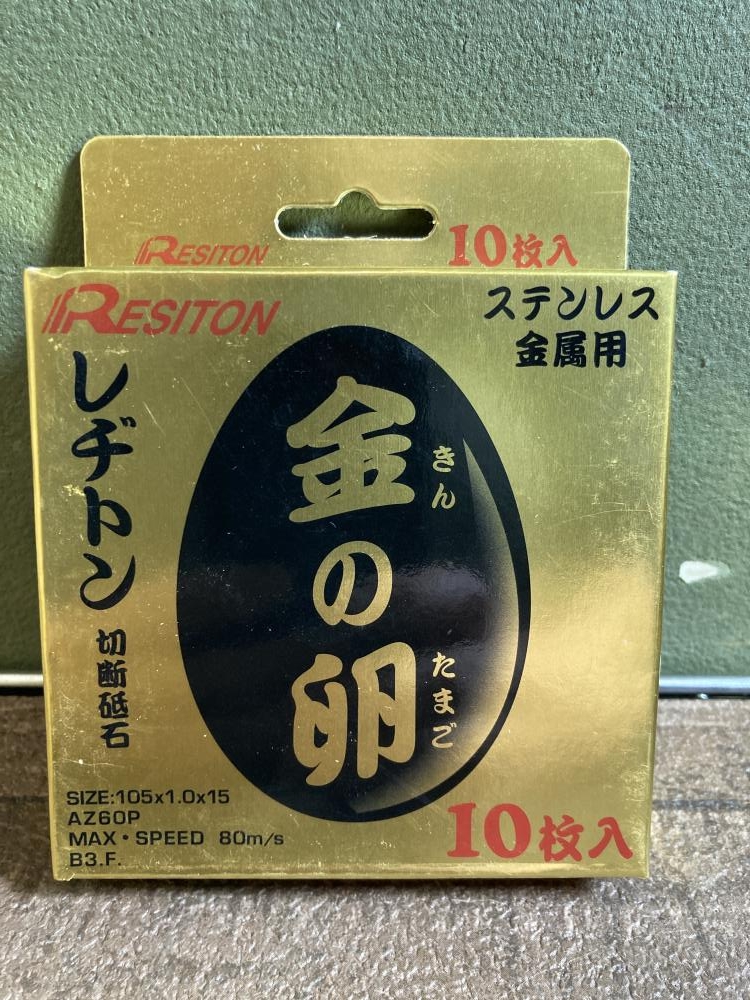 RESITON
10枚入
RESITON
ステンレス
金属用
レヂトン
切断砥石
金の卵
きん
たまご
SIZE:105x1.0x15
AZ60P
MAX・SPEED 80m/s
B3.F.
10枚入